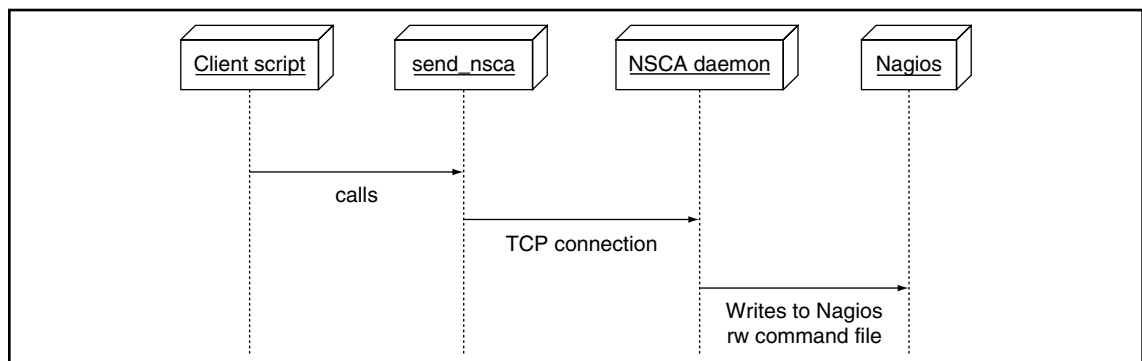 Client script
send_nsca
NSCA daemon
Nagios
calls
TCP connection
Writes to Nagios
rw command file